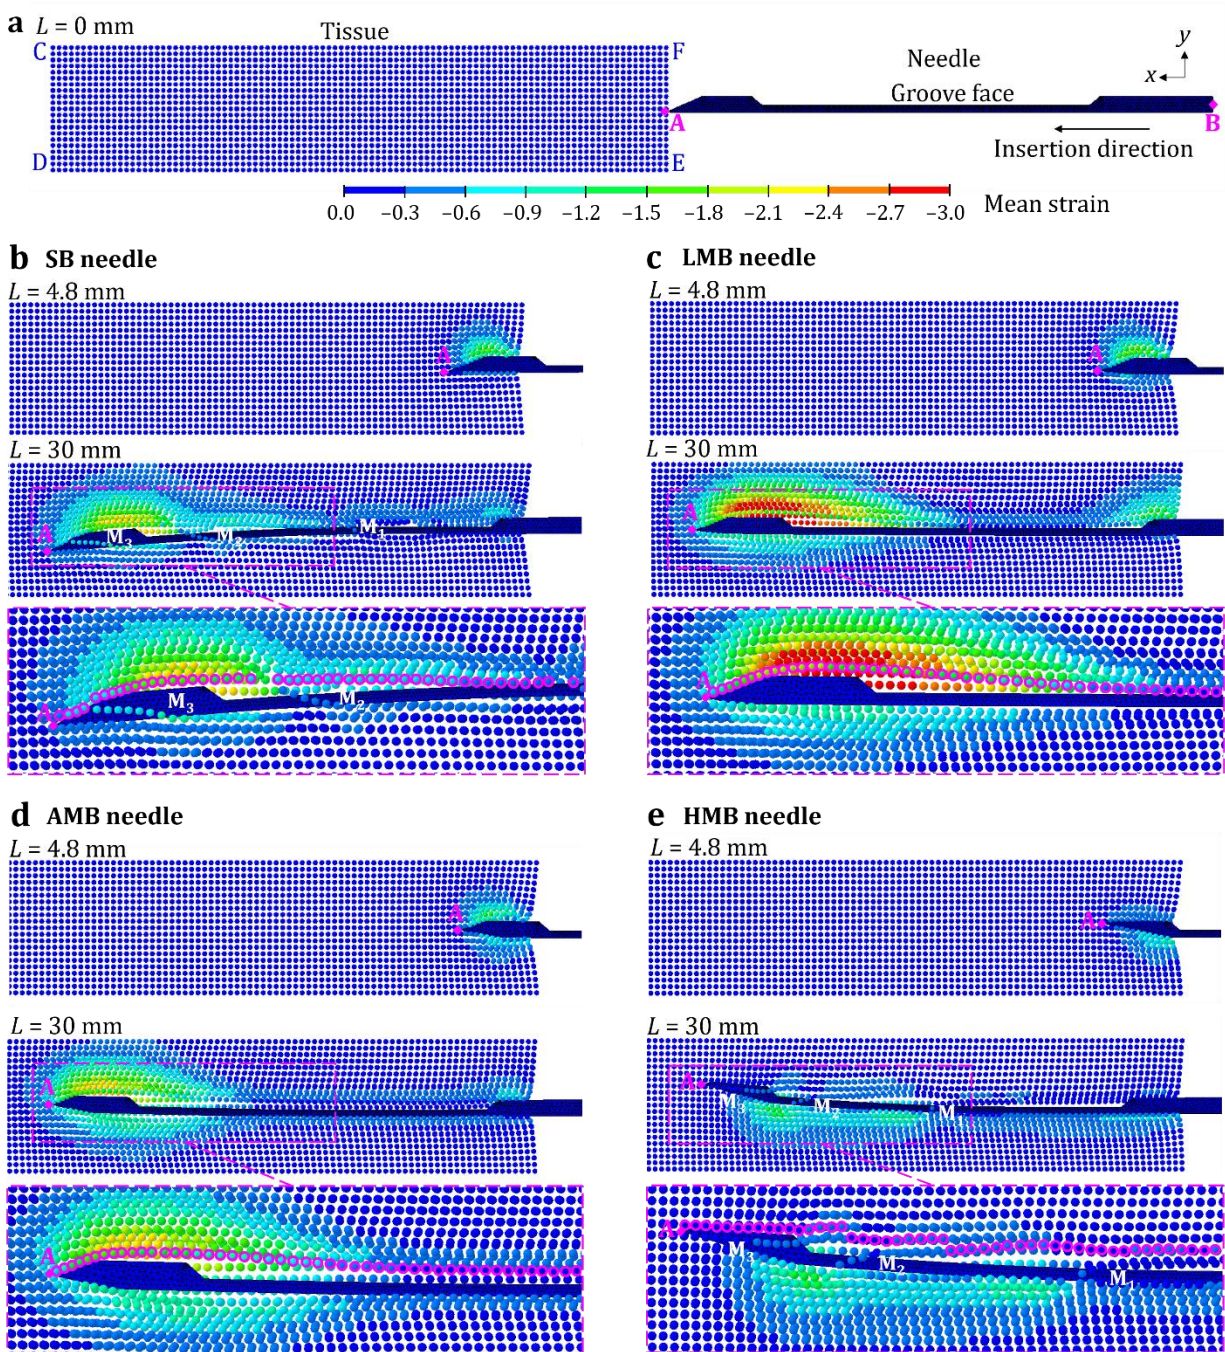 a L = 0 mm
Tissue
C
F
D
E
A
B
Needle
Groove face
y
x
Insertion direction
0.0 −0.3 −0.6 −0.9 −1.2 −1.5 −1.8 −2.1 −2.4 −2.7 −3.0 Mean strain
b SB needle
L = 4.8 mm
A
L = 30 mm
A M3 M2 M1
A M3 M2
c LMB needle
L = 4.8 mm
A
L = 30 mm
A
A
d AMB needle
L = 4.8 mm
A
L = 30 mm
A
A
e HMB needle
L = 4.8 mm
A
L = 30 mm
A M3 M2 M1
A M3 M2 M1